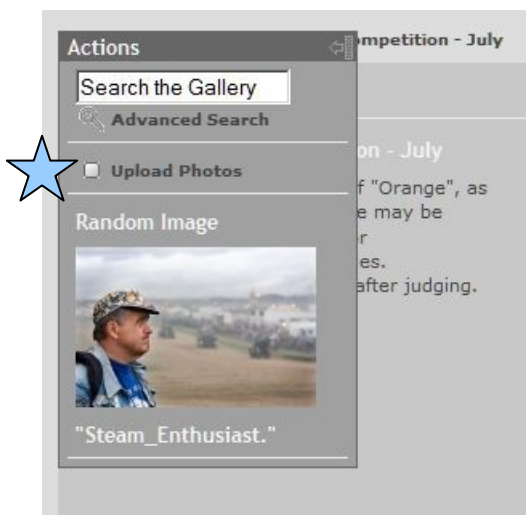 Actions
ompetition - July
Search the Gallery
Advanced Search
Upload Photos
on - July
f "Orange", as
e may be
r
es.
after judging.
Random Image
"Steam_Enthusiast."